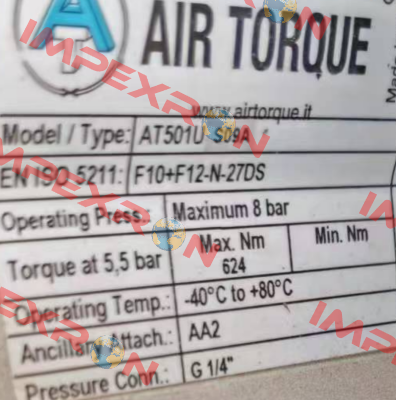 AIR TORQUE
www.airtorque.it
Made
Model / Type: AT501U S09A
EN ISO 5211: F10+F12-N-27DS
Operating Press.: Maximum 8 bar
Max. Nm Min. Nm
Torque at 5,5 bar 624
Operating Temp.: -40°C to +80°C
Ancillary Attach.: AA2
Pressure Conn.: G 1/4"
IMPEXRON